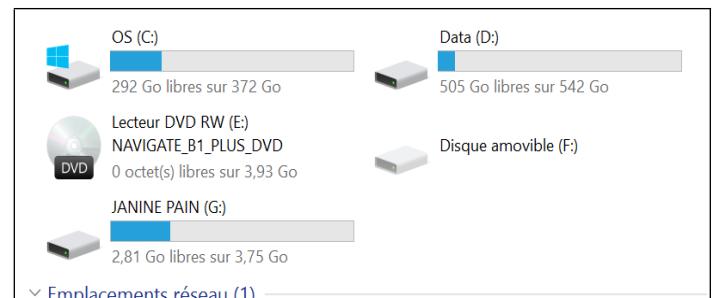 OS (C:)
292 Go libres sur 372 Go
Data (D:)
505 Go libres sur 542 Go
Lecteur DVD RW (E:)
NAVIGATE_B1_PLUS_DVD
0 octet(s) libres sur 3,93 Go
DVD
Disque amovible (F:)
JANINE PAIN (G:)
2,81 Go libres sur 3,75 Go
Emplacements réseau (1)